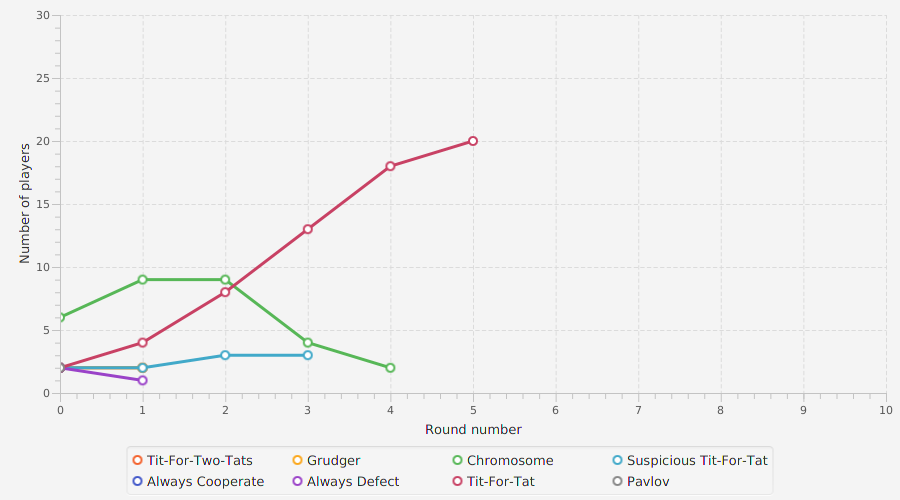 30
25
20
15
10
5
0
Number of players
0 1 2 3 4 5 6 7 8 9 10
Round number
Tit-For-Two-Tats Grudger Chromosome Suspicious Tit-For-Tat
Always Cooperate Always Defect Tit-For-Tat Pavlov